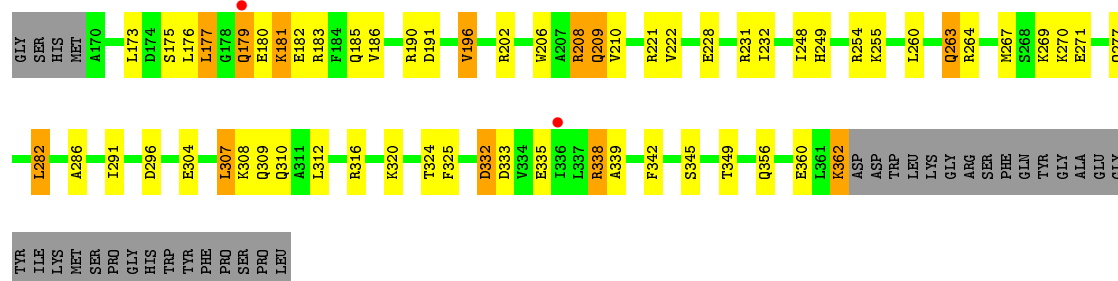 GLY SER HIS MET A170 L173 D174 S175 L176 L177 G178 Q179 E180 K181 E182 R183 F184 Q185 V186 R190 D191 V196 R202 W206 A207 R208 Q209 V210 R221 V222 E228 R231 I232 I248 H249 R254 K255 L260 Q263 R264 M267 S268 K269 K270 E271
L282 A286 I291 D296 E304 L307 K308 Q309 Q310 A311 L312 R316 K320 T324 F325 D332 D333 V334 E335 I336 L337 R338 A339 F342 S345 T349 Q356 E360 L361 K362 ASP ASP TRP LEU LYS GLY ARG SER PHE GLN TYR GLY ALA GLU GLY
TYR ILE LYS MET SER PRO GLY HIS TRP TYR PHE PRO SER PRO LEU